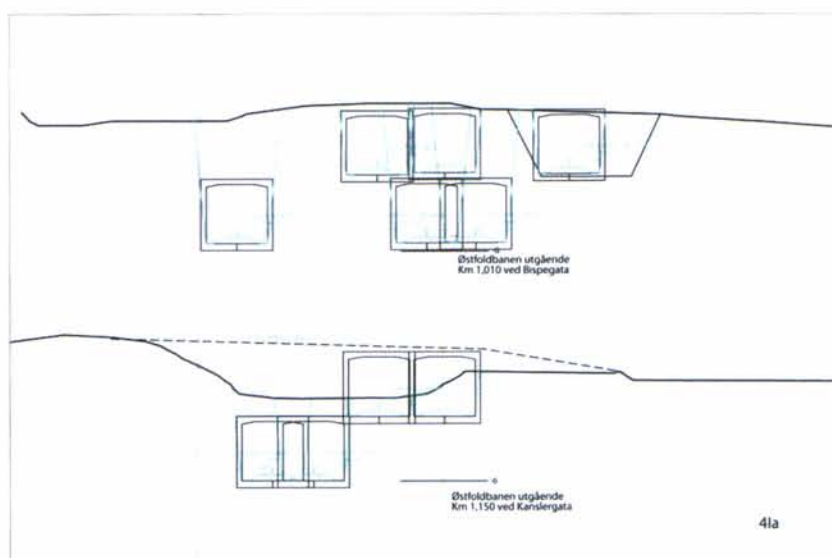 Østfoldbanen utgående
Km 1,010 ved Bispegata
Østfoldbanen utgående
Km 1,150 ved Kanslergata
4Ia